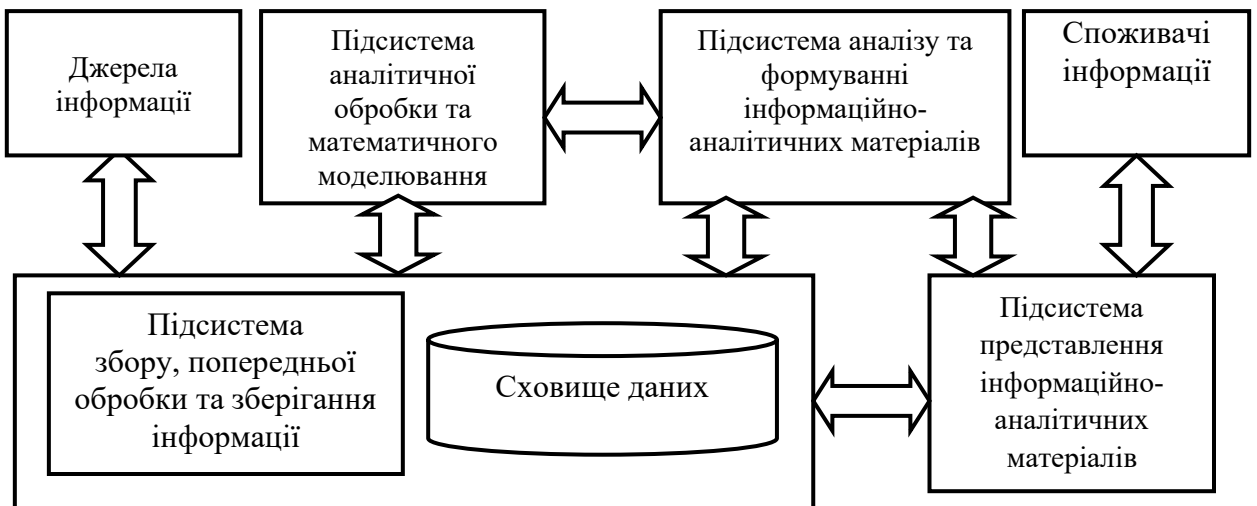 Джерела
інформації
Підсистема
аналітичної
обробки та
математичного
моделювання
Підсистема аналізу та
формуванні
інформаційно-
аналітичних матеріалів
Споживачі
інформації
Підсистема
збору, попередньої
обробки та зберігання
інформації
Сховище даних
Підсистема
представлення
інформаційно-
аналітичних
матеріалів